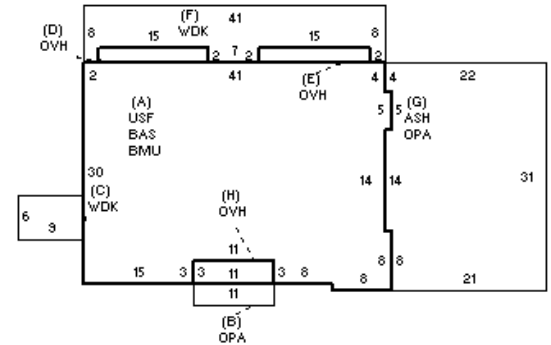 (D)
OVH
8
15
(F)
WDK
41
15
8
2
7
2
2
2
41
(E)
OVH
4
4
22
(A)
USF
BAS
BMU
5
5
(G)
ASH
OPA
30
(C)
WDK
14
14
31
6
9
(H)
OVH
11
15
3
3
11
3
8
8
8
8
21
11
(B)
OPA